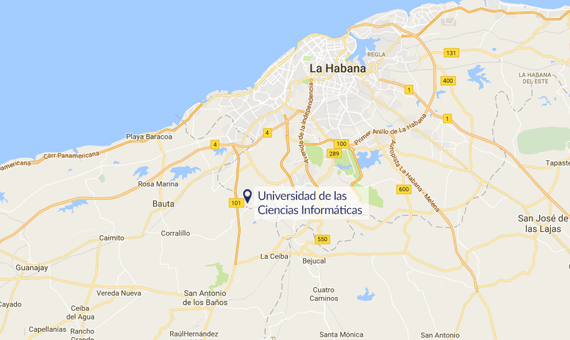 131
REGLA
La Habana
400
LA HABANA
DEL ESTE
1
Avenida de la Independencia
1
Playa Baracoa
4
4
100
Primer Anillo de La Habana
289
Carr Panamericana
Autopista La Habana - Melena
Tapaste
Rosa Marina
600
Universidad de las
Ciencias Informáticas
101
Bauta
San José de
las Lajas
Corralillo
Caimito
550
La Ceiba
Bejucal
Guanajay
Vereda Nueva
San Antonio
de los Baños
Cuatro
Caminos
Cayado
Ceiba
del Agua
Capellanías
Rancho
Grande
RaúlHernández
Santa Mónica
San Antonio